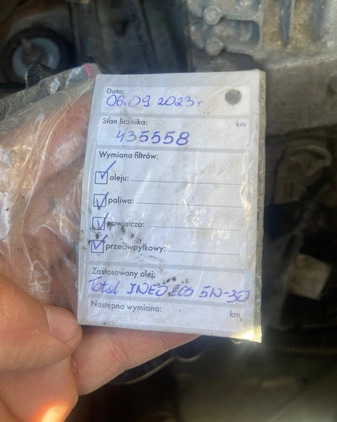 Data:
06.09 2023 r
Stan licznika: km
435558
Wymiana filtrów:
oleju:
paliwa:
powietrza:
przeciwpyłkowy:
Zastosowany olej:
Total INEO ECS 5W-30
Następna wymiana: km